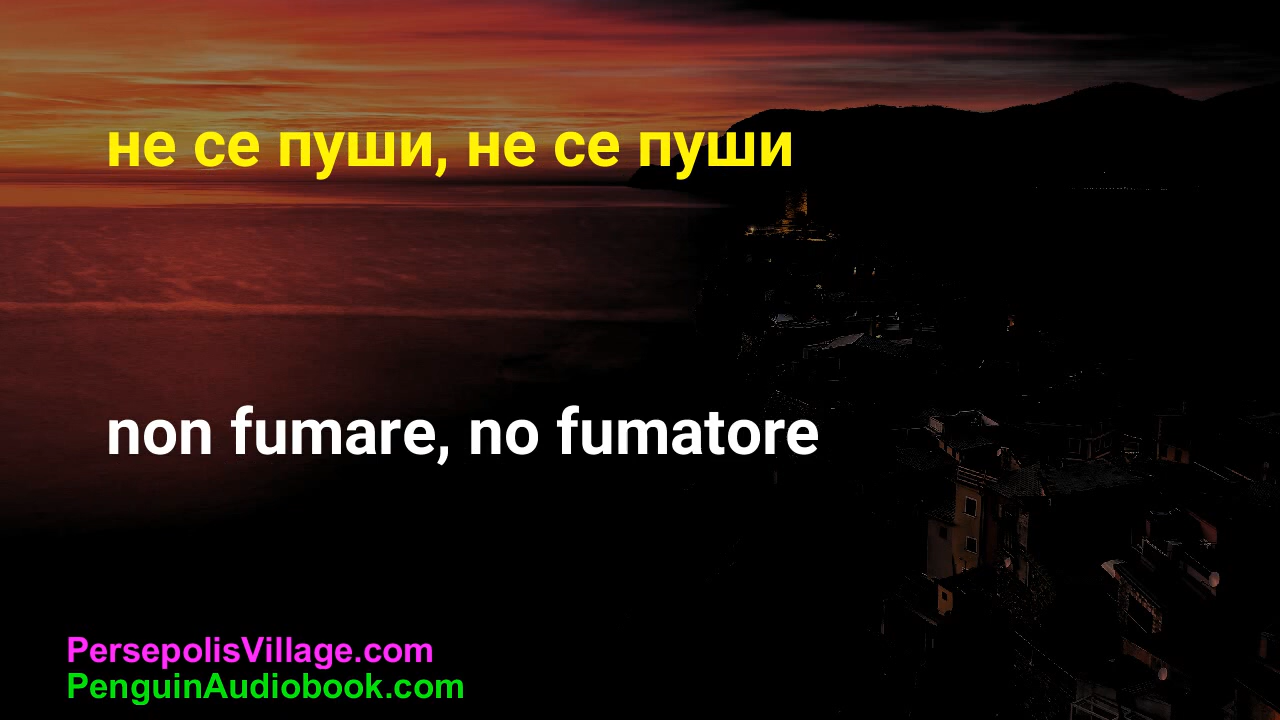 не се пуши, не се пуши
non fumare, no fumatore
PersepolisVillage.com
PenguinAudiobook.com